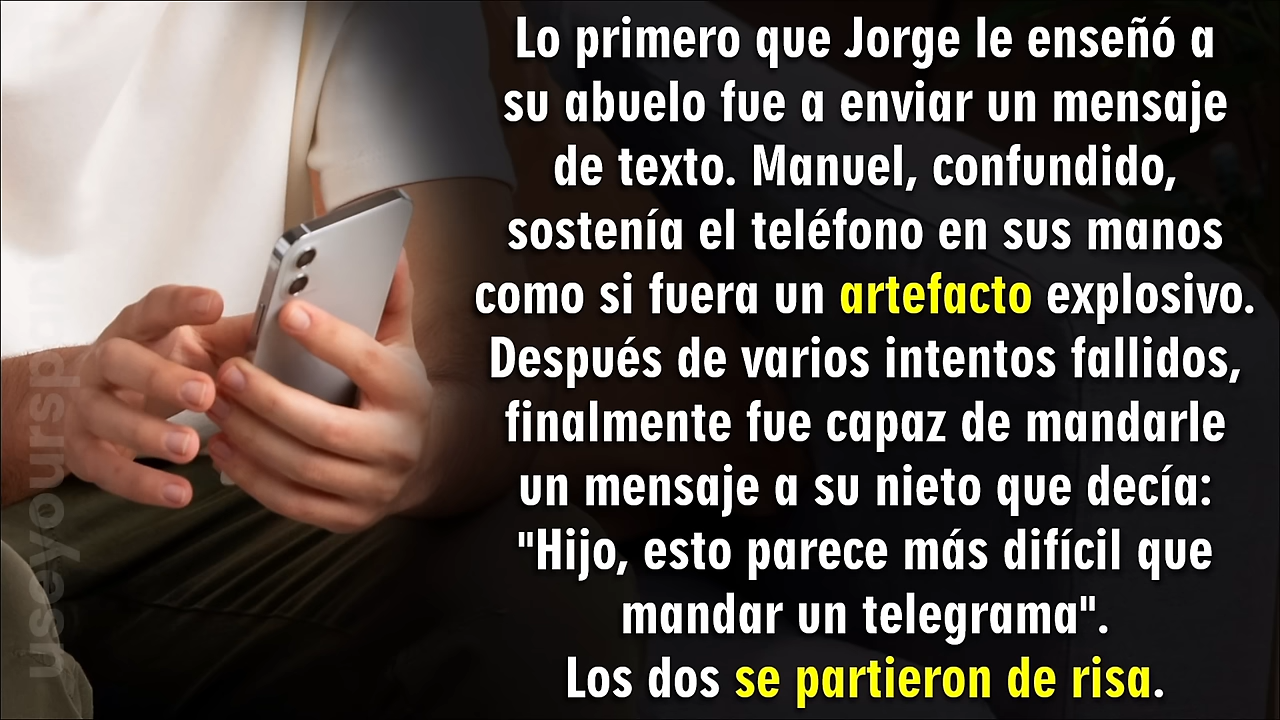 Lo primero que Jorge le enseñó a
su abuelo fue a enviar un mensaje
de texto. Manuel, confundido,
sostenía el teléfono en sus manos
como si fuera un artefacto explosivo.
Después de varios intentos fallidos,
finalmente fue capaz de mandarle
un mensaje a su nieto que decía:
"Hijo, esto parece más difícil que
mandar un telegrama".
Los dos se partieron de risa.